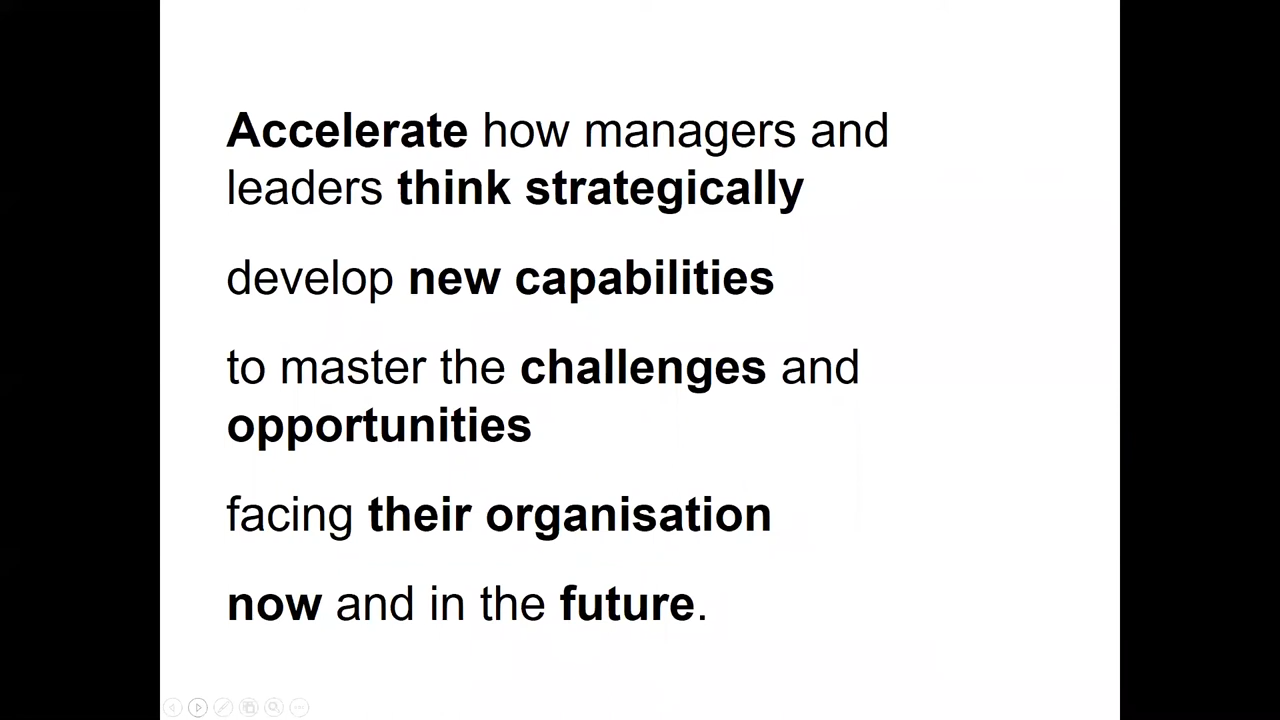 Accelerate how managers and
leaders think strategically
develop new capabilities
to master the challenges and
opportunities
facing their organisation
now and in the future.